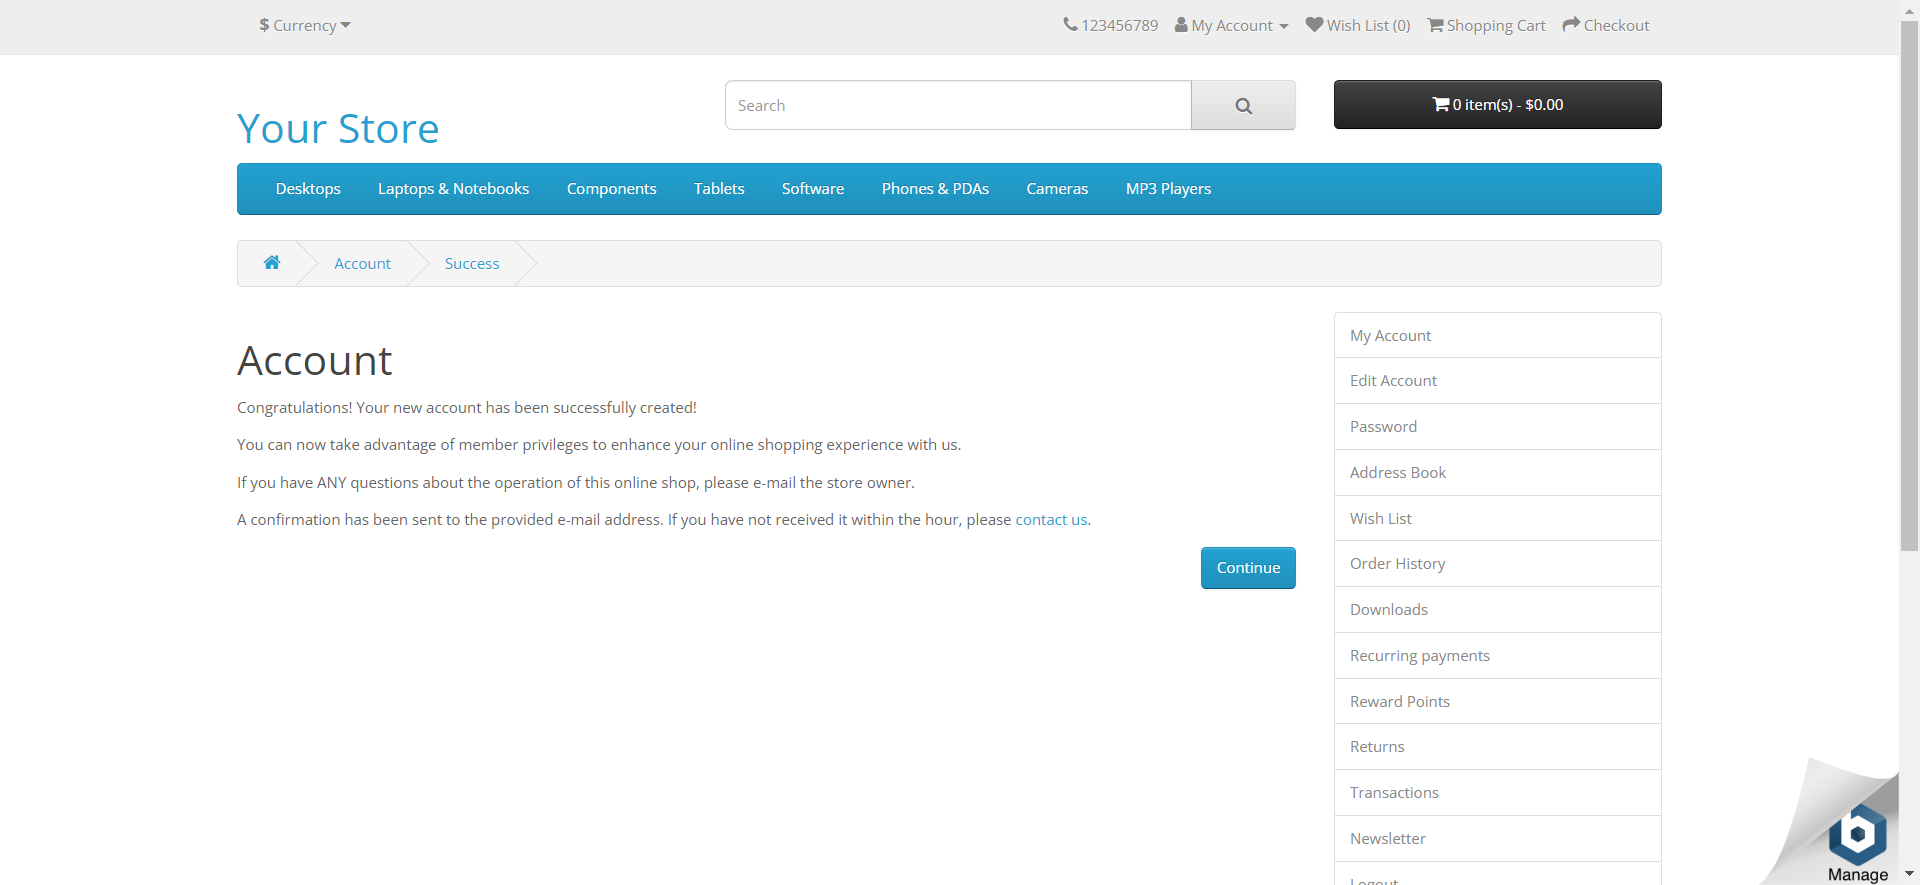 $ Currency
123456789 My Account Wish List (0) Shopping Cart Checkout
Your Store
Search
0 item(s) - $0.00
Desktops Laptops & Notebooks Components Tablets Software Phones & PDAs Cameras MP3 Players
Account Success
Account
Congratulations! Your new account has been successfully created!
You can now take advantage of member privileges to enhance your online shopping experience with us.
If you have ANY questions about the operation of this online shop, please e-mail the store owner.
A confirmation has been sent to the provided e-mail address. If you have not received it within the hour, please contact us.
Continue
My Account
Edit Account
Password
Address Book
Wish List
Order History
Downloads
Recurring payments
Reward Points
Returns
Transactions
Newsletter
Logout
b
Manage